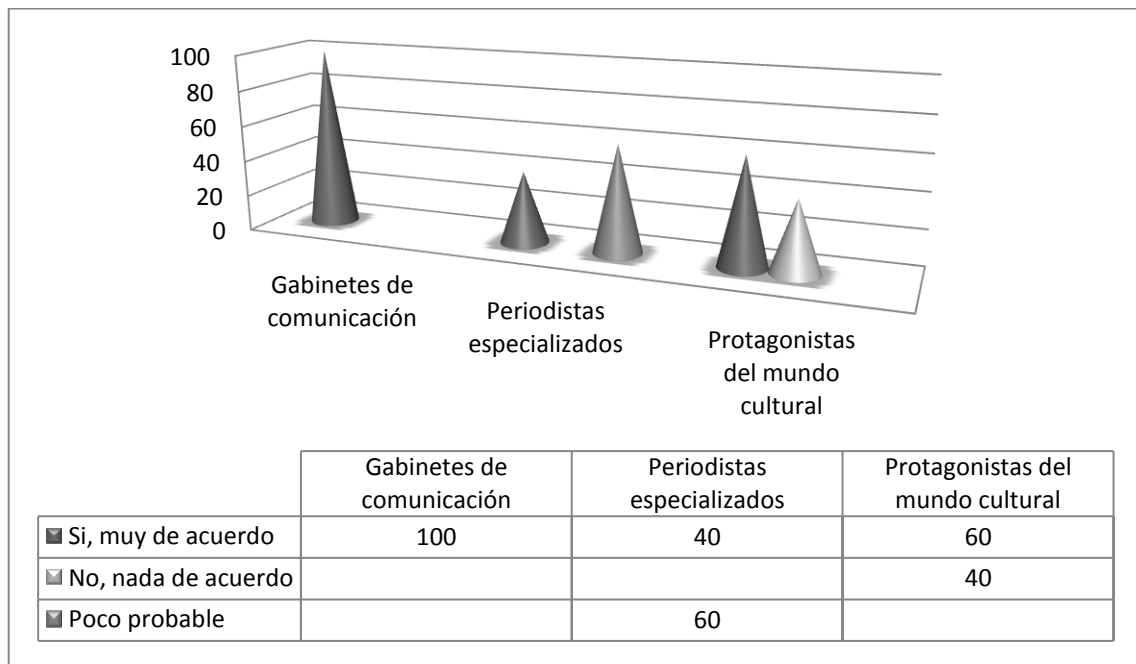 100
80
60
40
20
0
Gabinetes de
comunicación
Periodistas
especializados
Protagonistas
del mundo
cultural
Gabinetes de
comunicación
Periodistas
especializados
Protagonistas del
mundo cultural
Si, muy de acuerdo 100 40 60
No, nada de acuerdo 40
Poco probable 60